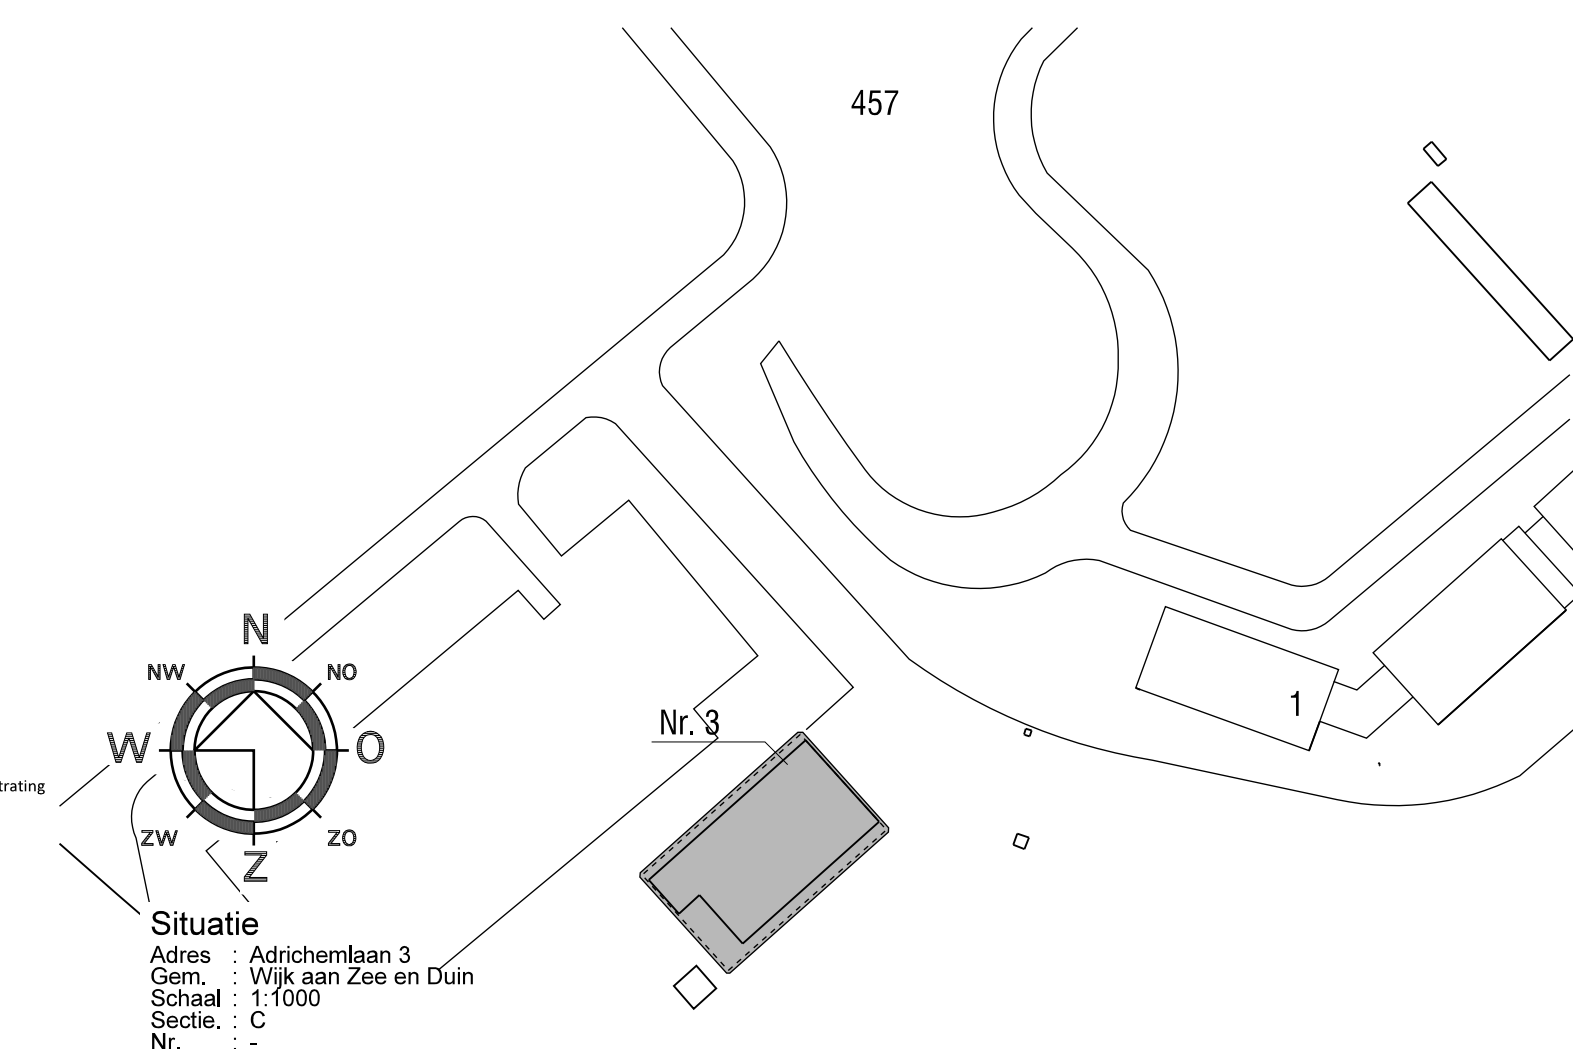 457
N
NW NO
W O
trating
ZW ZO
Z
Nr. 3
1
Situatie
Adres : Adrichemlaan 3
Gem. : Wijk aan Zee en Duin
Schaal : 1:1000
Sectie. : C
Nr. : -